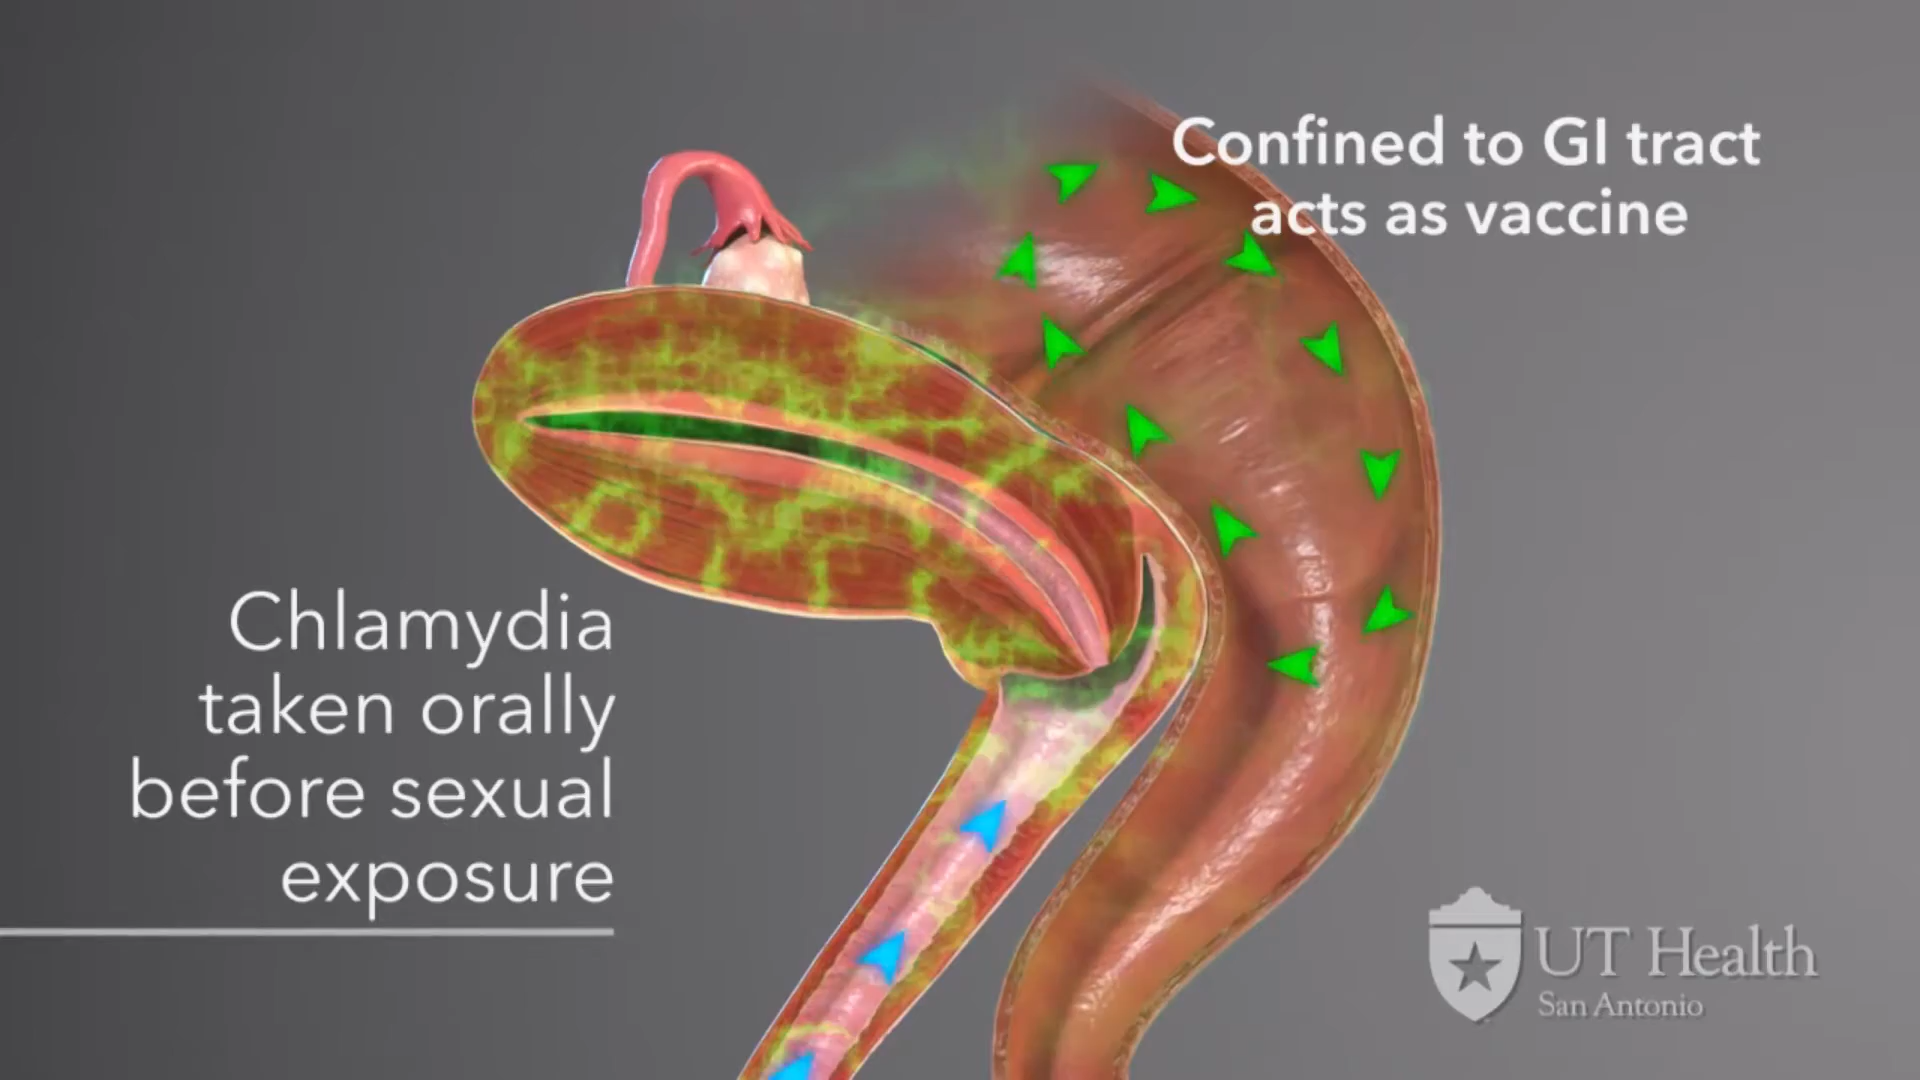 Confined to GI tract
acts as vaccine
Chlamydia
taken orally
before sexual
exposure
UT Health
San Antonio